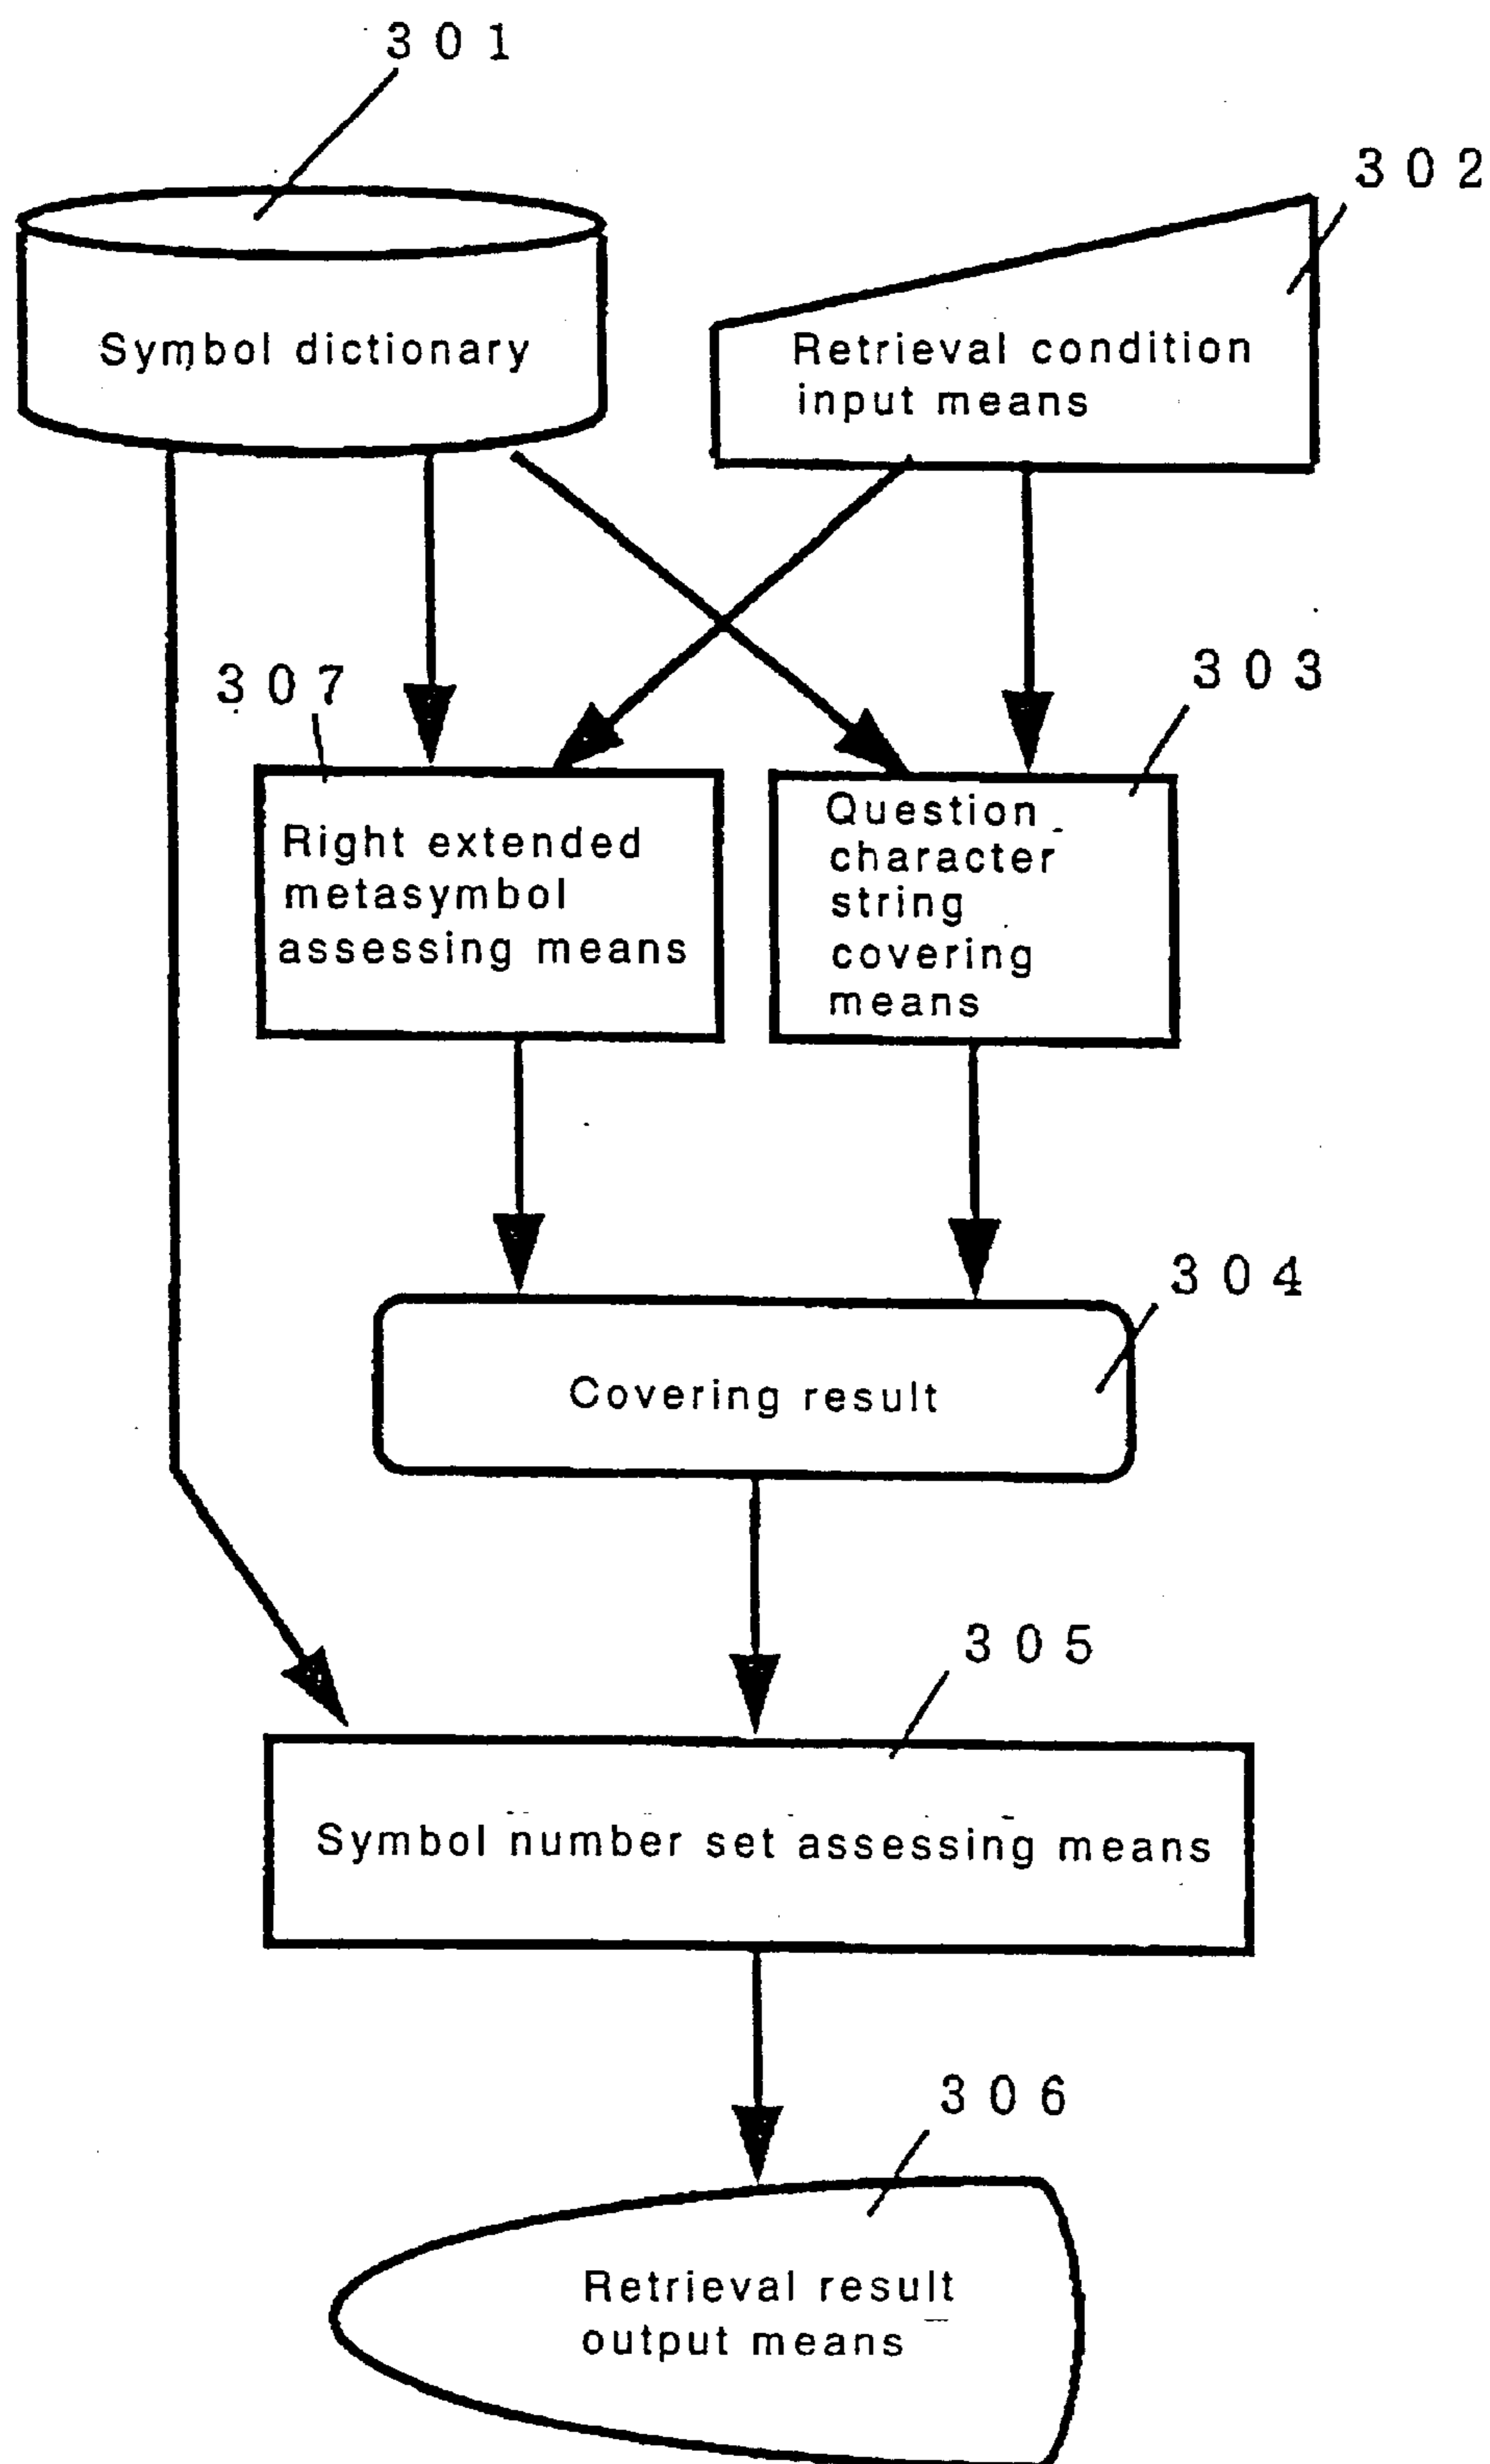 301
302
Symbol dictionary
Retrieval condition
input means
307
303
Right extended
metasymbol
assessing means
Question
character
string
covering
means
304
Covering result
305
Symbol number set assessing means
306
Retrieval result
output means